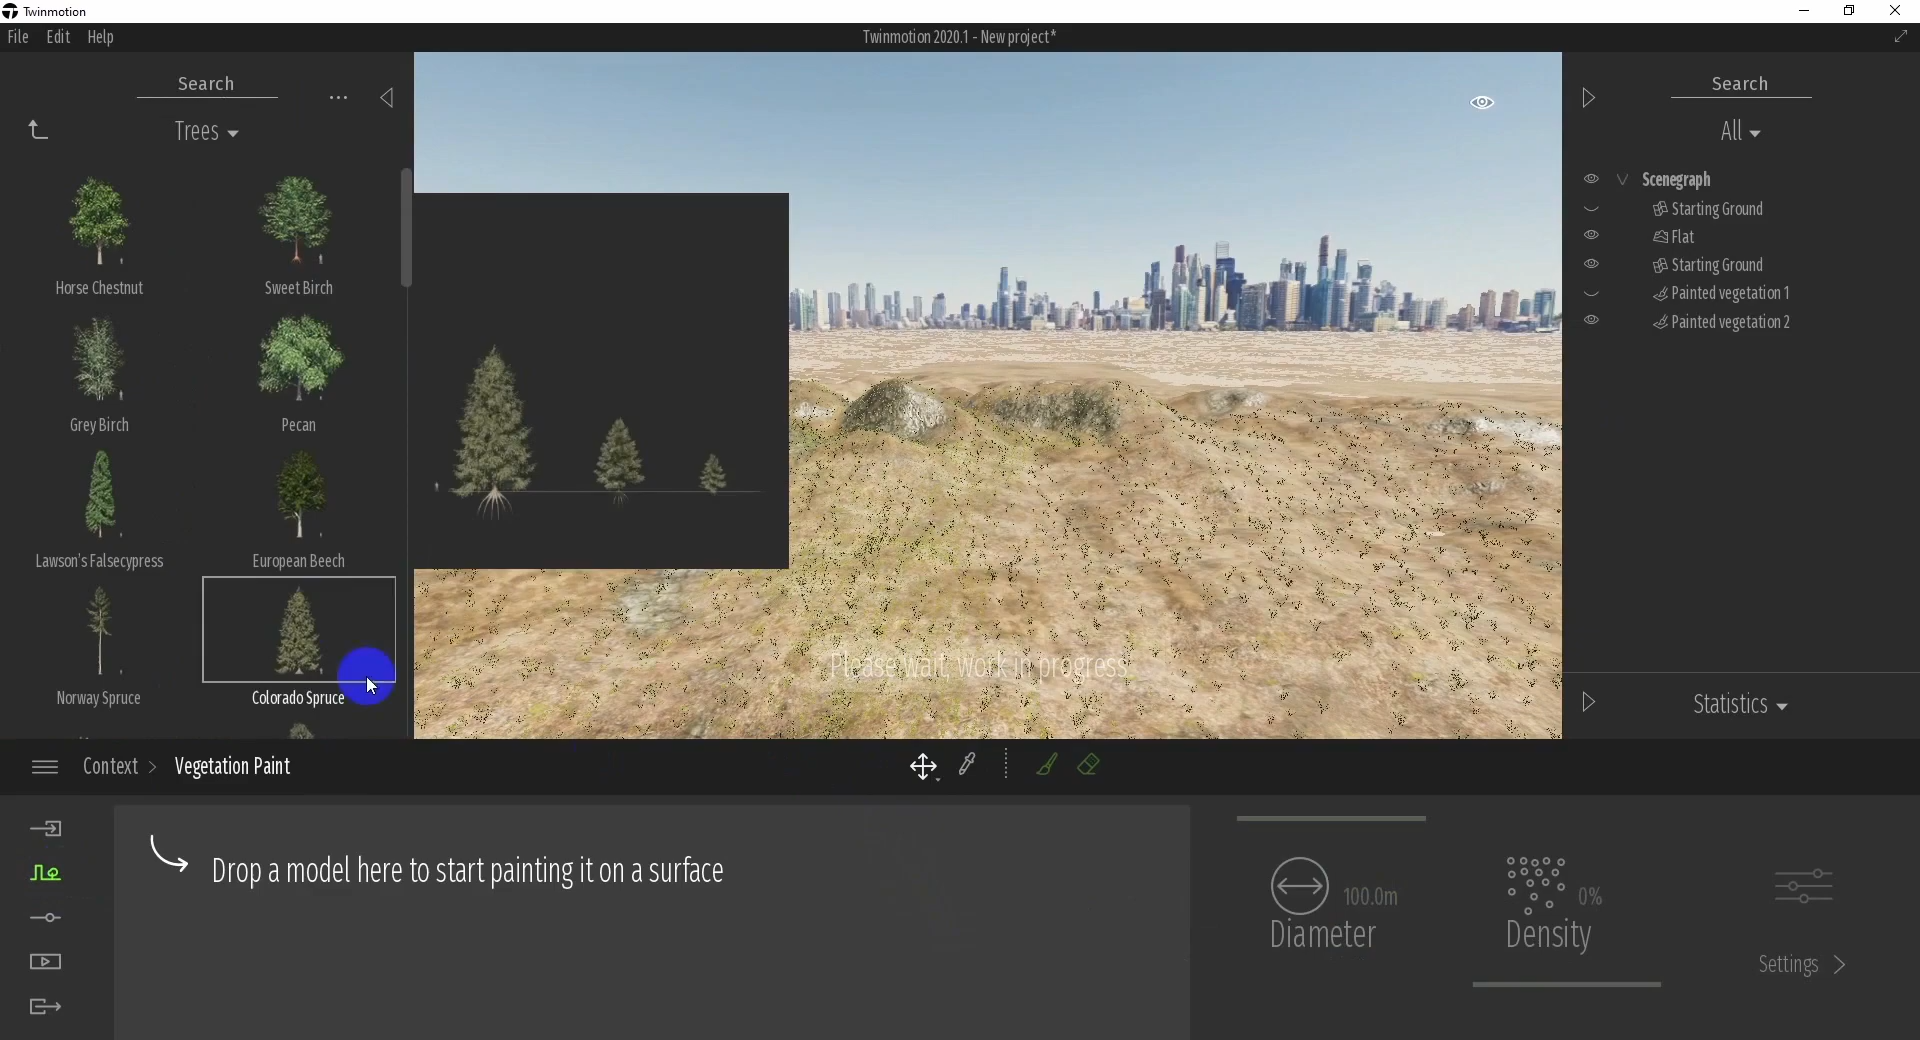 Twinmotion
File Edit Help
Twinmotion 2020.1 - New project*
Search
...
Trees
Horse Chestnut
Sweet Birch
Grey Birch
Pecan
Lawson's Falsecypress
European Beech
Norway Spruce
Colorado Spruce
Please wait, work in progress
Search
All
Scenegraph
Starting Ground
Flat
Starting Ground
Painted vegetation 1
Painted vegetation 2
Statistics
Context > Vegetation Paint
Drop a model here to start painting it on a surface
100.0m
Diameter
0%
Density
Settings >